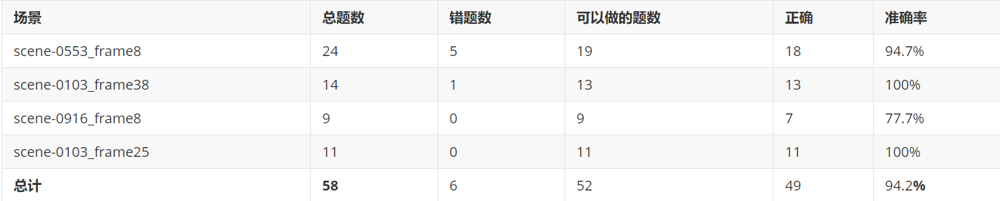 场景 总题数 错题数 可以做的题数 正确 准确率
scene-0553_frame8 24 5 19 18 94.7%
scene-0103_frame38 14 1 13 13 100%
scene-0916_frame8 9 0 9 7 77.7%
scene-0103_frame25 11 0 11 11 100%
总计 58 6 52 49 94.2%